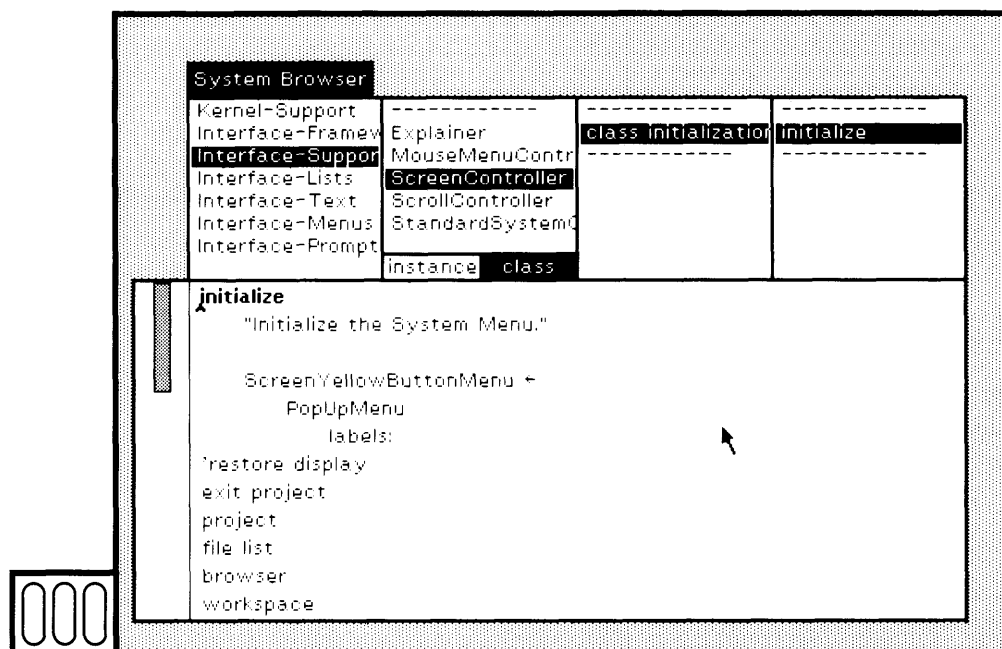 System Browser
Kernel-Support
Interface-Framew
Interface-Suppor
Interface-Lists
Interface-Text
Interface-Menus
Interface-Prompt
------------
Explainer
MouseMenuContr
ScreenController
ScrollController
StandardSystemC
instance class
------------
class initialization
------------
------------
initialize
------------
initialize
"Initialize the System Menu."
ScreenYellowButtonMenu ←
PopUpMenu
labels:
'restore display
exit project
project
file list
browser
workspace